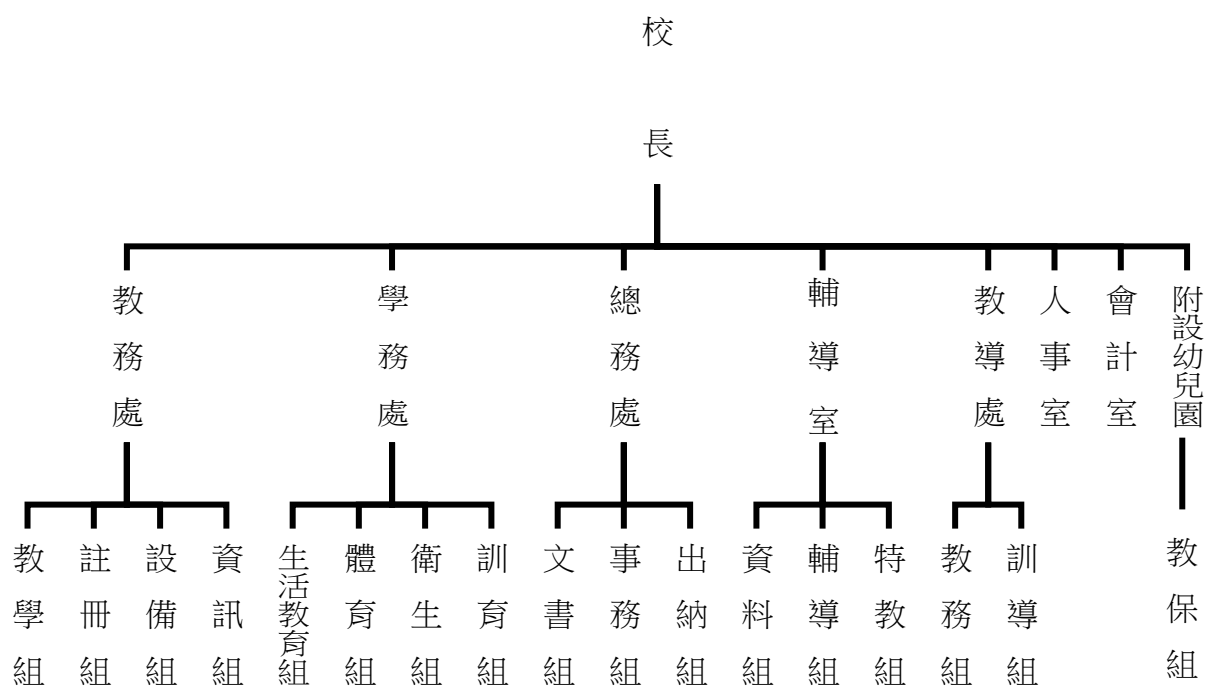 校長
教務處
學務處
總務處
輔導室
教導處
人事室
會計室
附設幼兒園
教學組
註冊組
設備組
資訊組
生活教育組
體育組
衛生組
訓育組
文書組
事務組
出納組
資料組
輔導組
特教組
教務組
訓導組
教保組